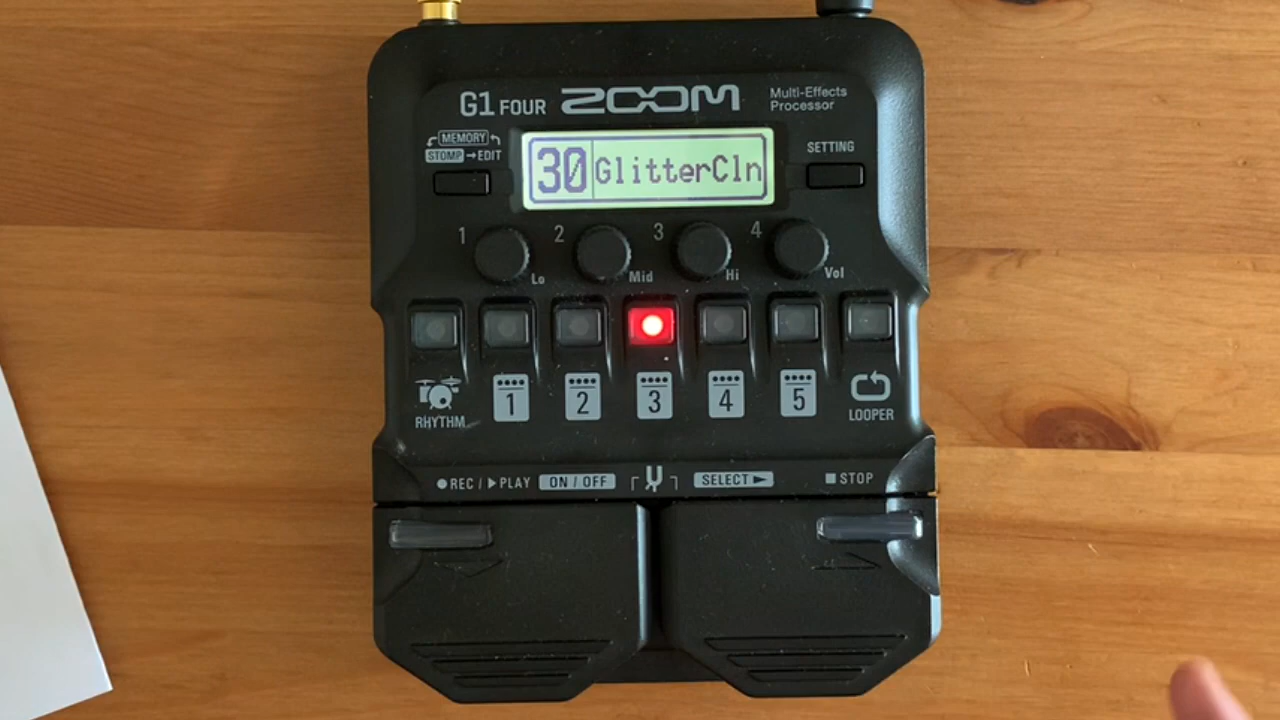 G1 FOUR ZOOM Multi-Effects Processor
MEMORY
STOMP →EDIT
SETTING
30 GlitterCln
1 2 3 4
Lo Mid Hi Vol
1 2 3 4 5
RHYTHM LOOPER
●REC / ▶PLAY ON / OFF SELECT▶ ■STOP